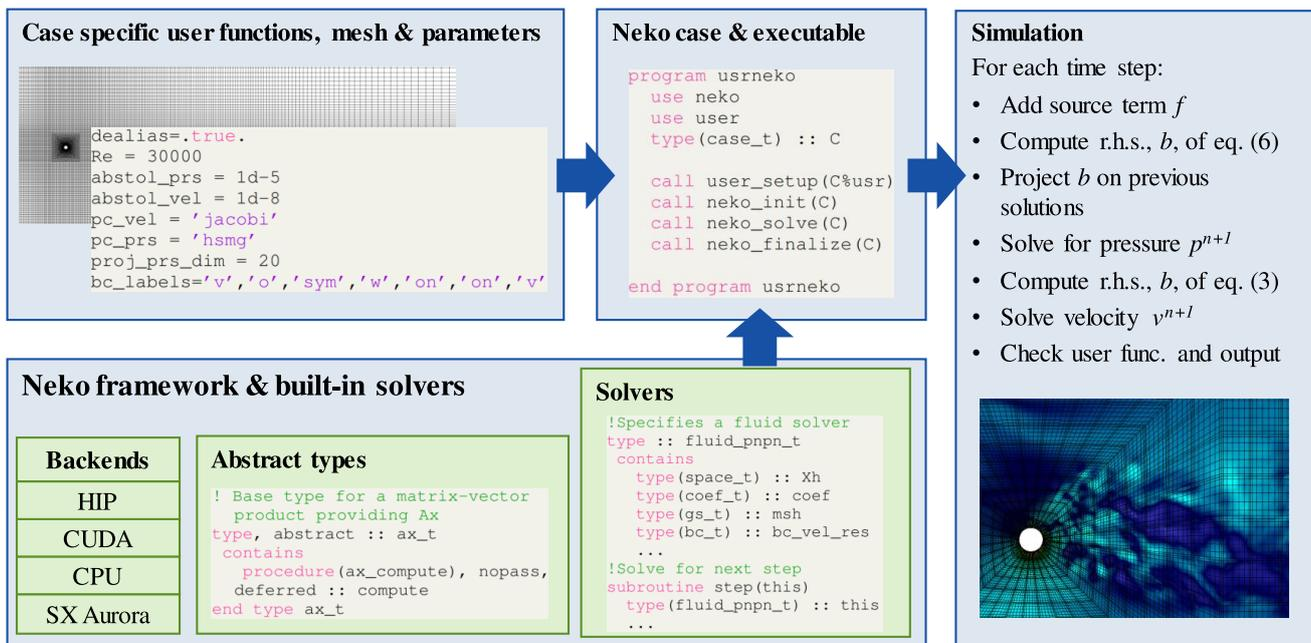 Case specific user functions, mesh & parameters
dealias=.true.
Re = 30000
abstol_prs = 1d-5
abstol_vel = 1d-8
pc_vel = ’jacobi’
pc_prs = ’hsmg’
proj_prs_dim = 20
bc_labels=’v’,’o’,’sym’,’w’,’on’,’on’,’v’
Neko case & executable
program usrneko
use neko
use user
type(case_t) :: C
call user_setup(C%usr)
call neko_init(C)
call neko_solve(C)
call neko_finalize(C)
end program usrneko
Simulation
For each time step:
• Add source term f
• Compute r.h.s., b, of eq. (6)
• Project b on previous
solutions
• Solve for pressure pⁿ⁺¹
• Compute r.h.s., b, of eq. (3)
• Solve velocity vⁿ⁺¹
• Check user func. and output
Neko framework & built-in solvers
Backends
HIP
CUDA
CPU
SX Aurora
Abstract types
! Base type for a matrix-vector
product providing Ax
type, abstract :: ax_t
contains
procedure(ax_compute), nopass,
deferred :: compute
end type ax_t
Solvers
!Specifies a fluid solver
type :: fluid_pnpn_t
contains
type(space_t) :: Xh
type(coef_t) :: coef
type(gs_t) :: msh
type(bc_t) :: bc_vel_res
...
!Solve for next step
subroutine step(this)
type(fluid_pnpn_t) :: this
...